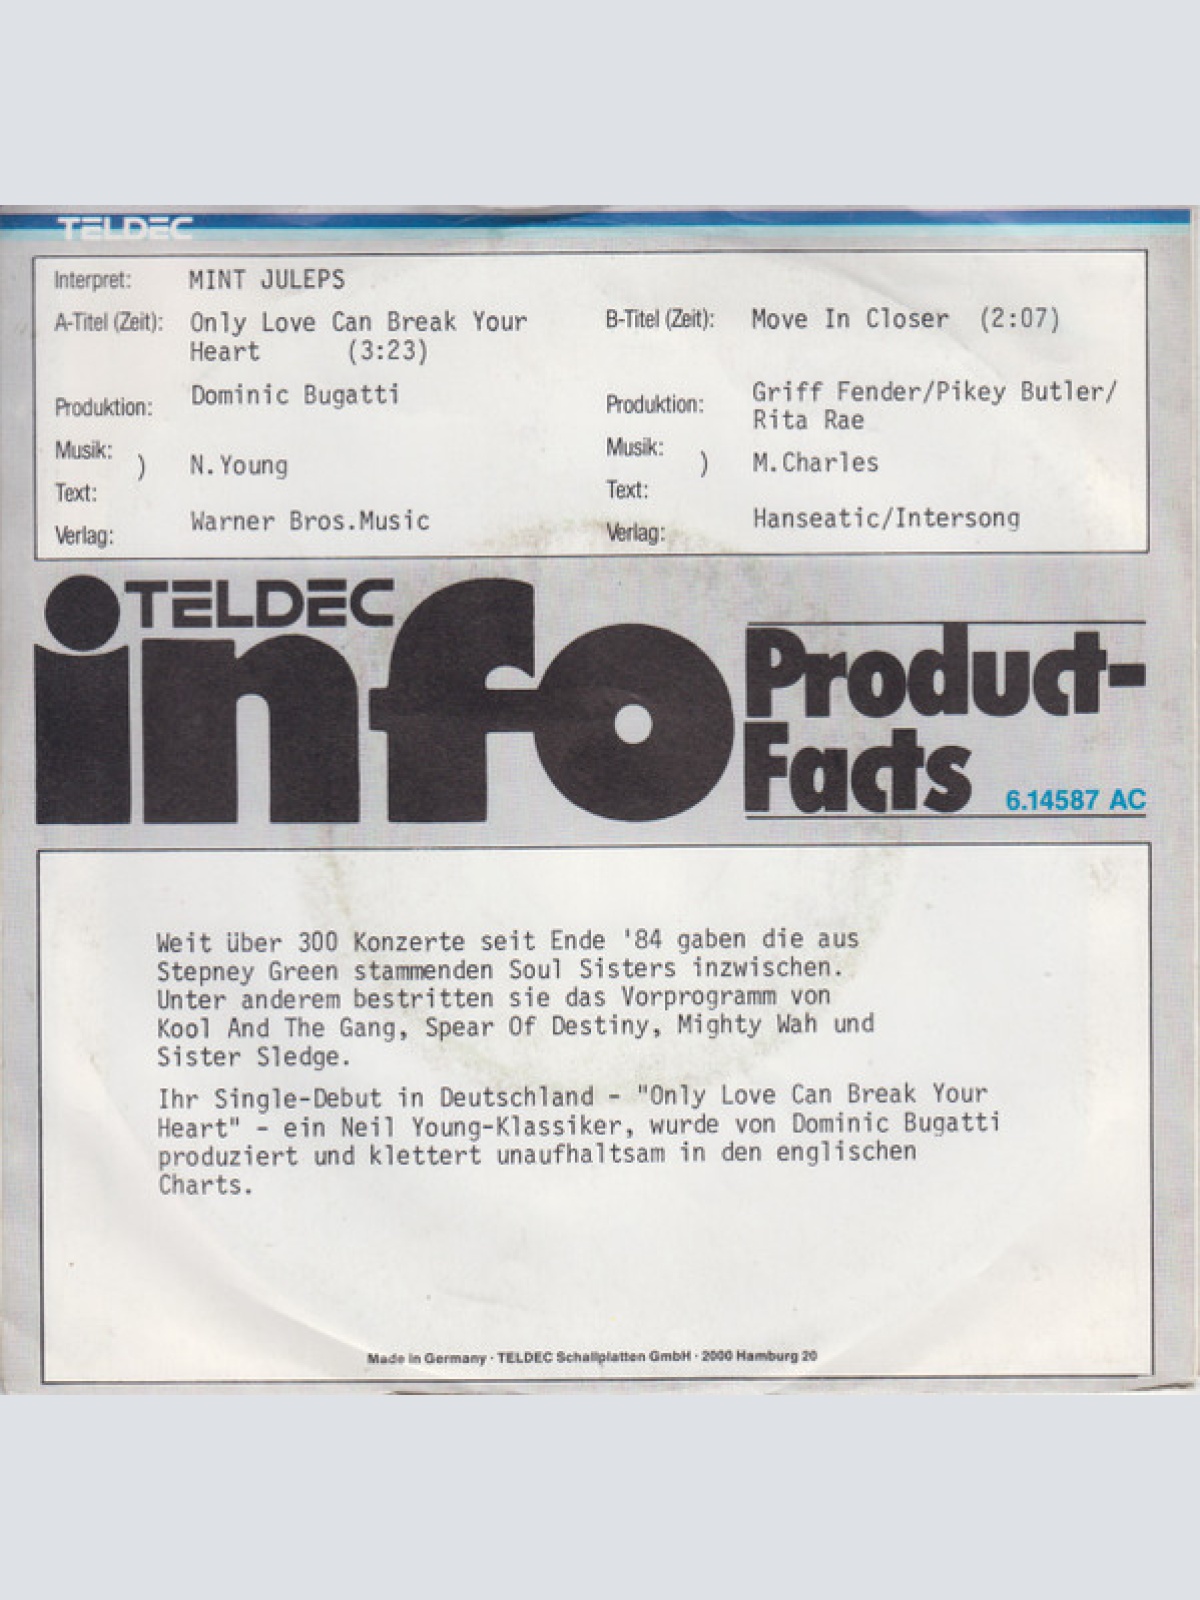 TELDEC
Interpret: MINT JULEPS
A-Titel (Zeit): Only Love Can Break Your
Heart (3:23)
Produktion: Dominic Bugatti
Musik: )
N.Young
Text:
Verlag: Warner Bros.Music
B-Titel (Zeit): Move In Closer (2:07)
Produktion: Griff Fender/Pikey Butler/
Rita Rae
Musik: )
M.Charles
Text:
Verlag: Hanseatic/Intersong
TELDEC
info
Product-
Facts
6.14587 AC
Weit über 300 Konzerte seit Ende '84 gaben die aus
Stepney Green stammenden Soul Sisters inzwischen.
Unter anderem bestritten sie das Vorprogramm von
Kool And The Gang, Spear Of Destiny, Mighty Wah und
Sister Sledge.
Ihr Single-Debut in Deutschland - "Only Love Can Break Your
Heart" - ein Neil Young-Klassiker, wurde von Dominic Bugatti
produziert und klettert unaufhaltsam in den englischen
Charts.
Made in Germany · TELDEC Schallplatten GmbH · 2000 Hamburg 20